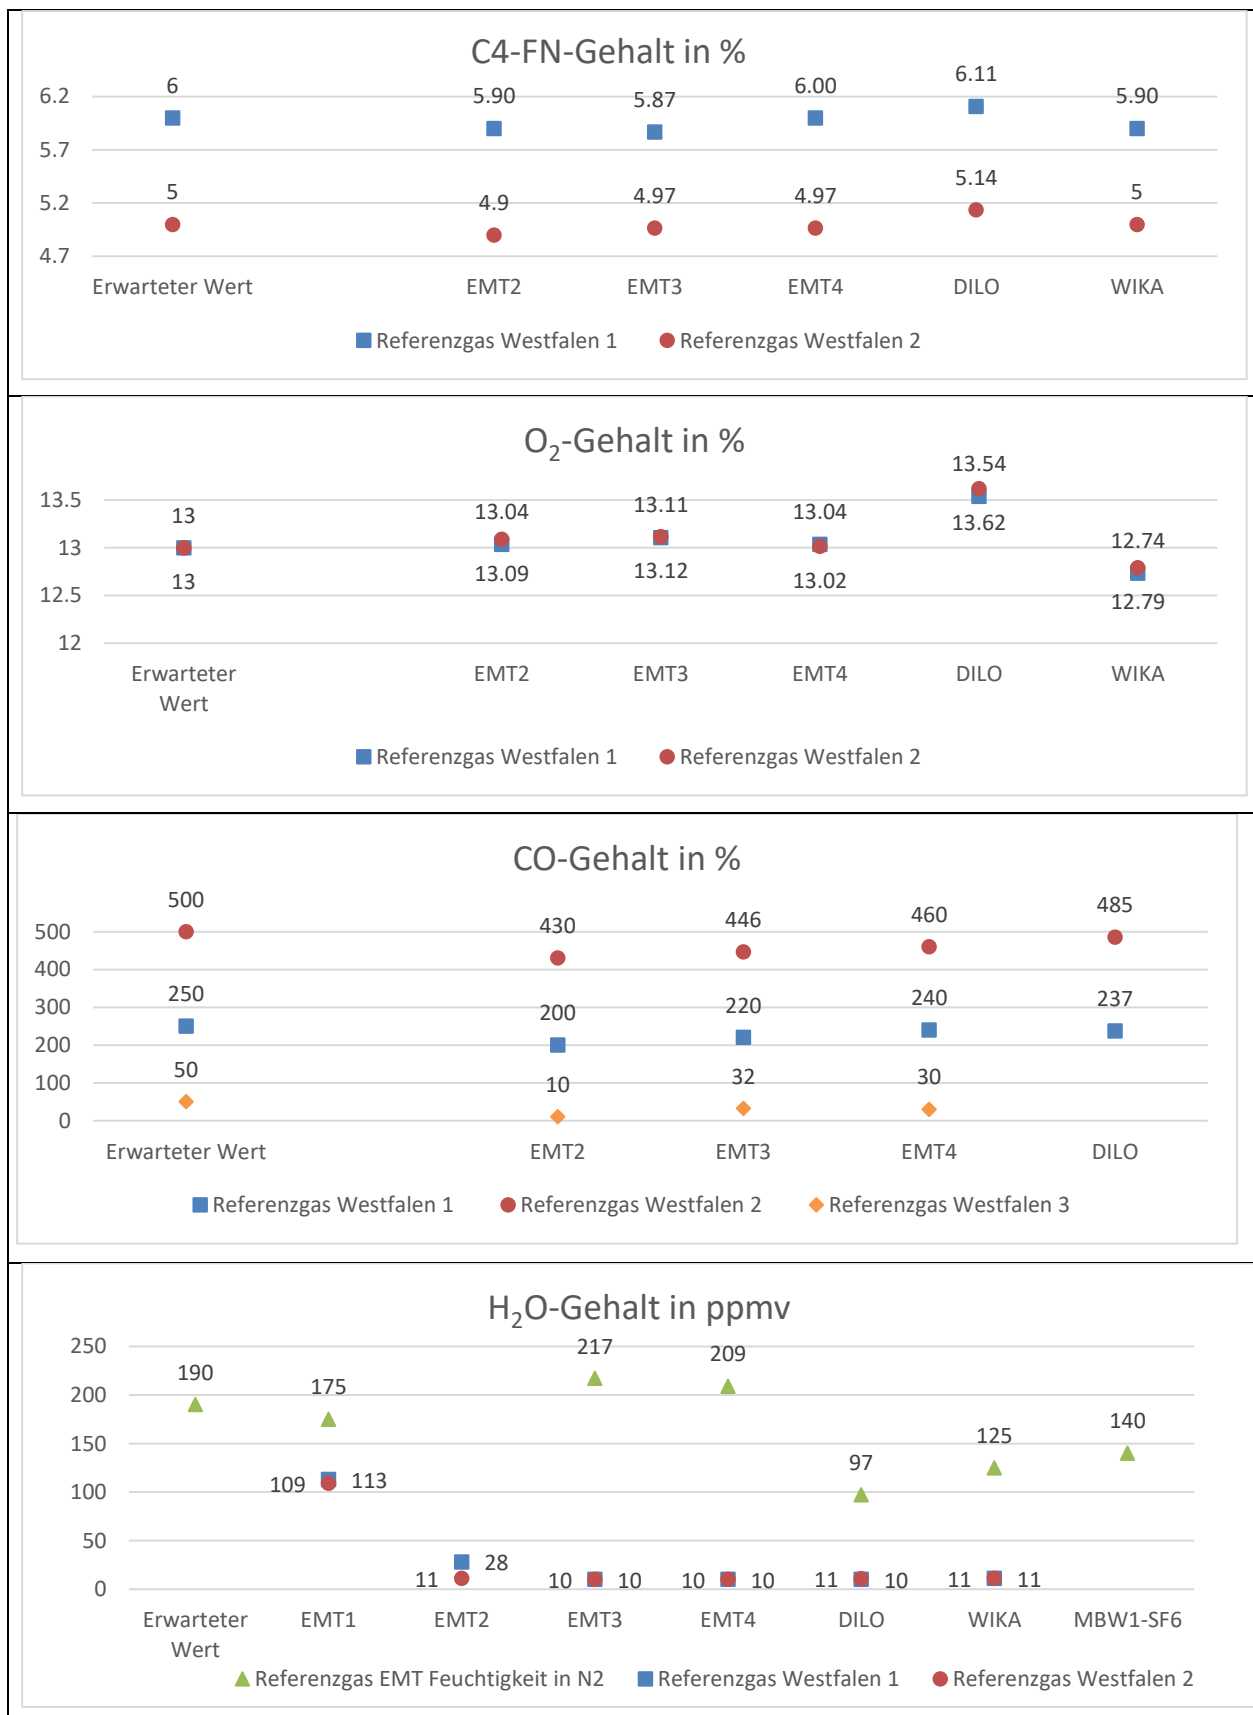 C4-FN-Gehalt in %
6 5.90 5.87 6.00 6.11 5.90
6.2
5.7
5 4.9 4.97 4.97 5.14 5
5.2
4.7
Erwarteter Wert EMT2 EMT3 EMT4 DILO WIKA
Referenzgas Westfalen 1 Referenzgas Westfalen 2
O2-Gehalt in %
13 13.04 13.11 13.04 13.54 12.74
13.5
13
13 13.09 13.12 13.02 13.62 12.79
12.5
12
Erwarteter EMT2 EMT3 EMT4 DILO WIKA
Wert
Referenzgas Westfalen 1 Referenzgas Westfalen 2
CO-Gehalt in %
500 430 446 460 485
500
400
250 200 220 240 237
300
200
50 10 32 30
100
0
Erwarteter Wert EMT2 EMT3 EMT4 DILO
Referenzgas Westfalen 1 Referenzgas Westfalen 2 Referenzgas Westfalen 3
H2O-Gehalt in ppmv
250
190 175 217 209 97 125 140
200
150
100
109 113
50
0
11 28 10 10 10 10 11 10 11 11
Erwarteter EMT1 EMT2 EMT3 EMT4 DILO WIKA MBW1-SF6
Wert
Referenzgas EMT Feuchtigkeit in N2 Referenzgas Westfalen 1 Referenzgas Westfalen 2